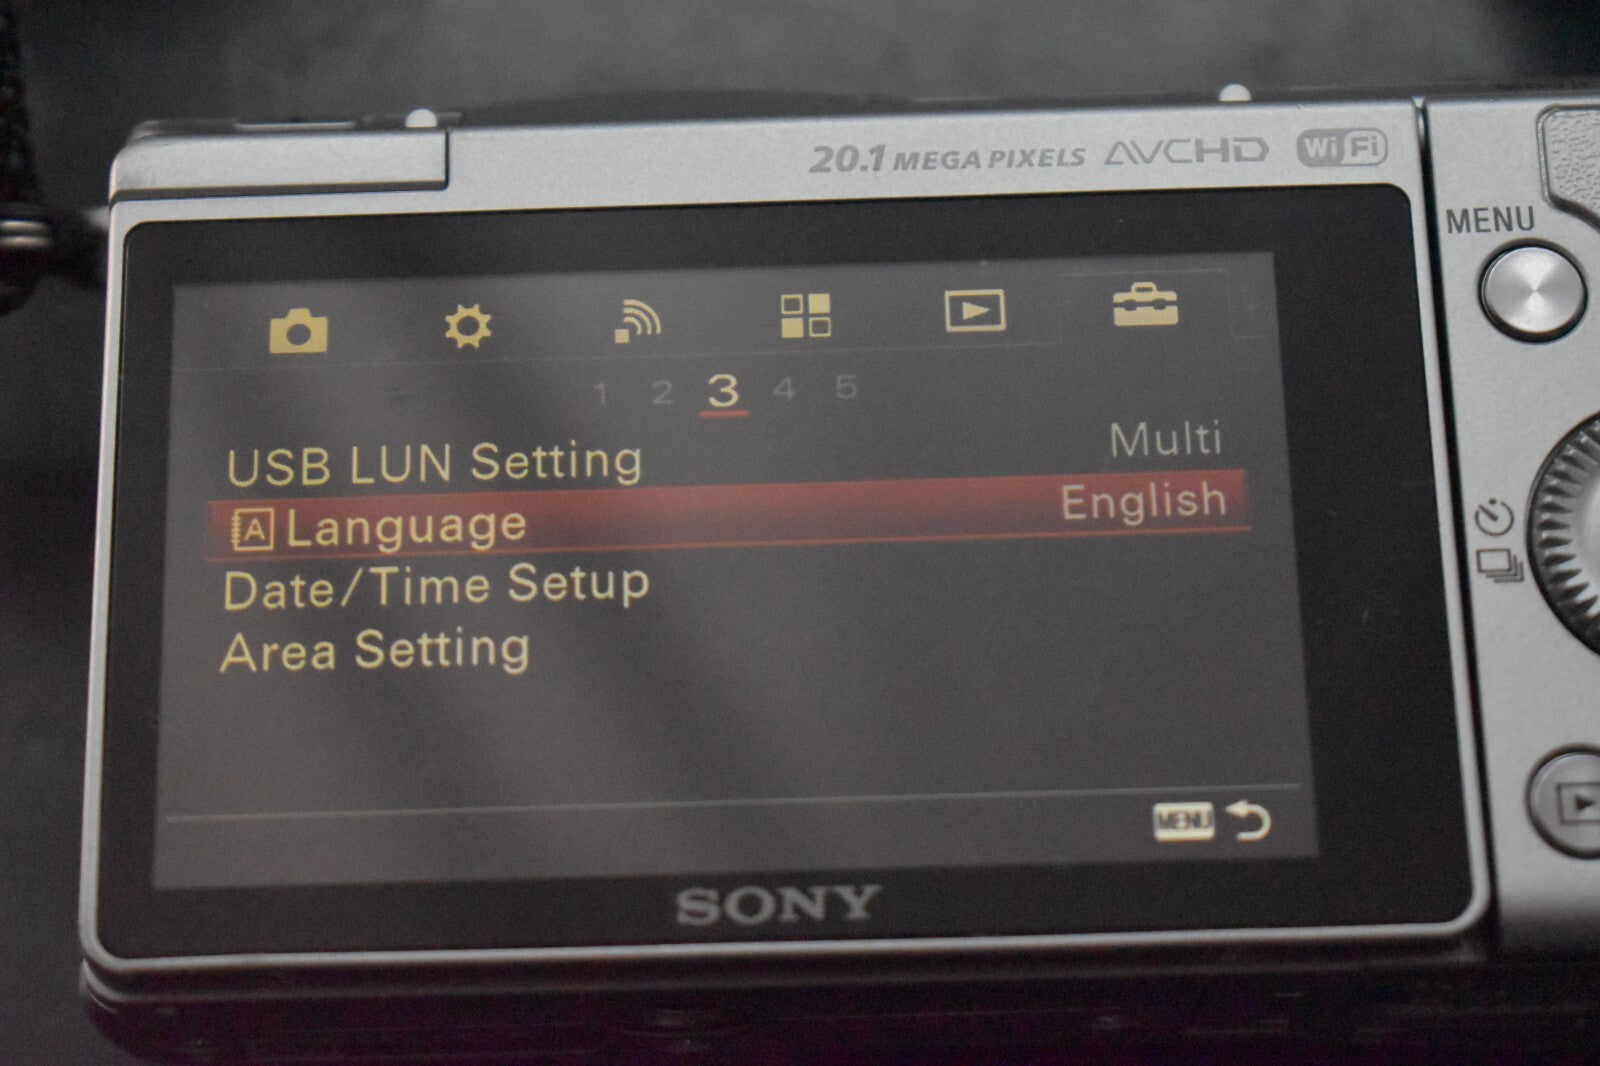 20.1 MEGA PIXELS AVCHD WiFi
MENU
1 2 3 4 5
USB LUN Setting Multi
A Language English
Date/Time Setup
Area Setting
MENU
SONY